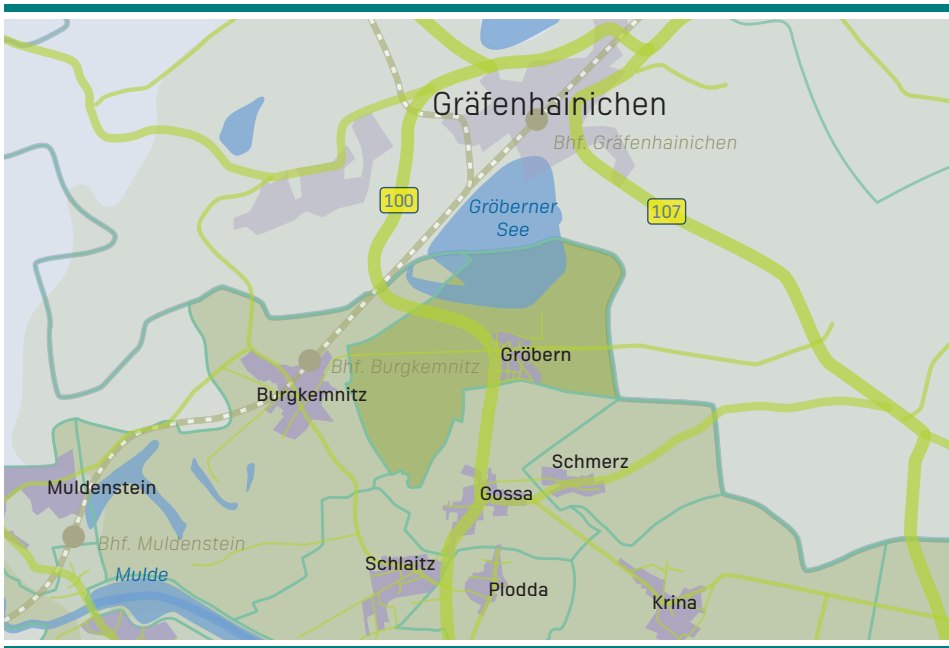 Gräfenhainichen
Bhf. Gräfenhainichen
100
Gröberner
See
107
Gröbern
Bhf. Burgkemnitz
Burgkemnitz
Schmerz
Muldenstein
Gossa
Bhf. Muldenstein
Schlaitz
Mulde
Plodda
Krina